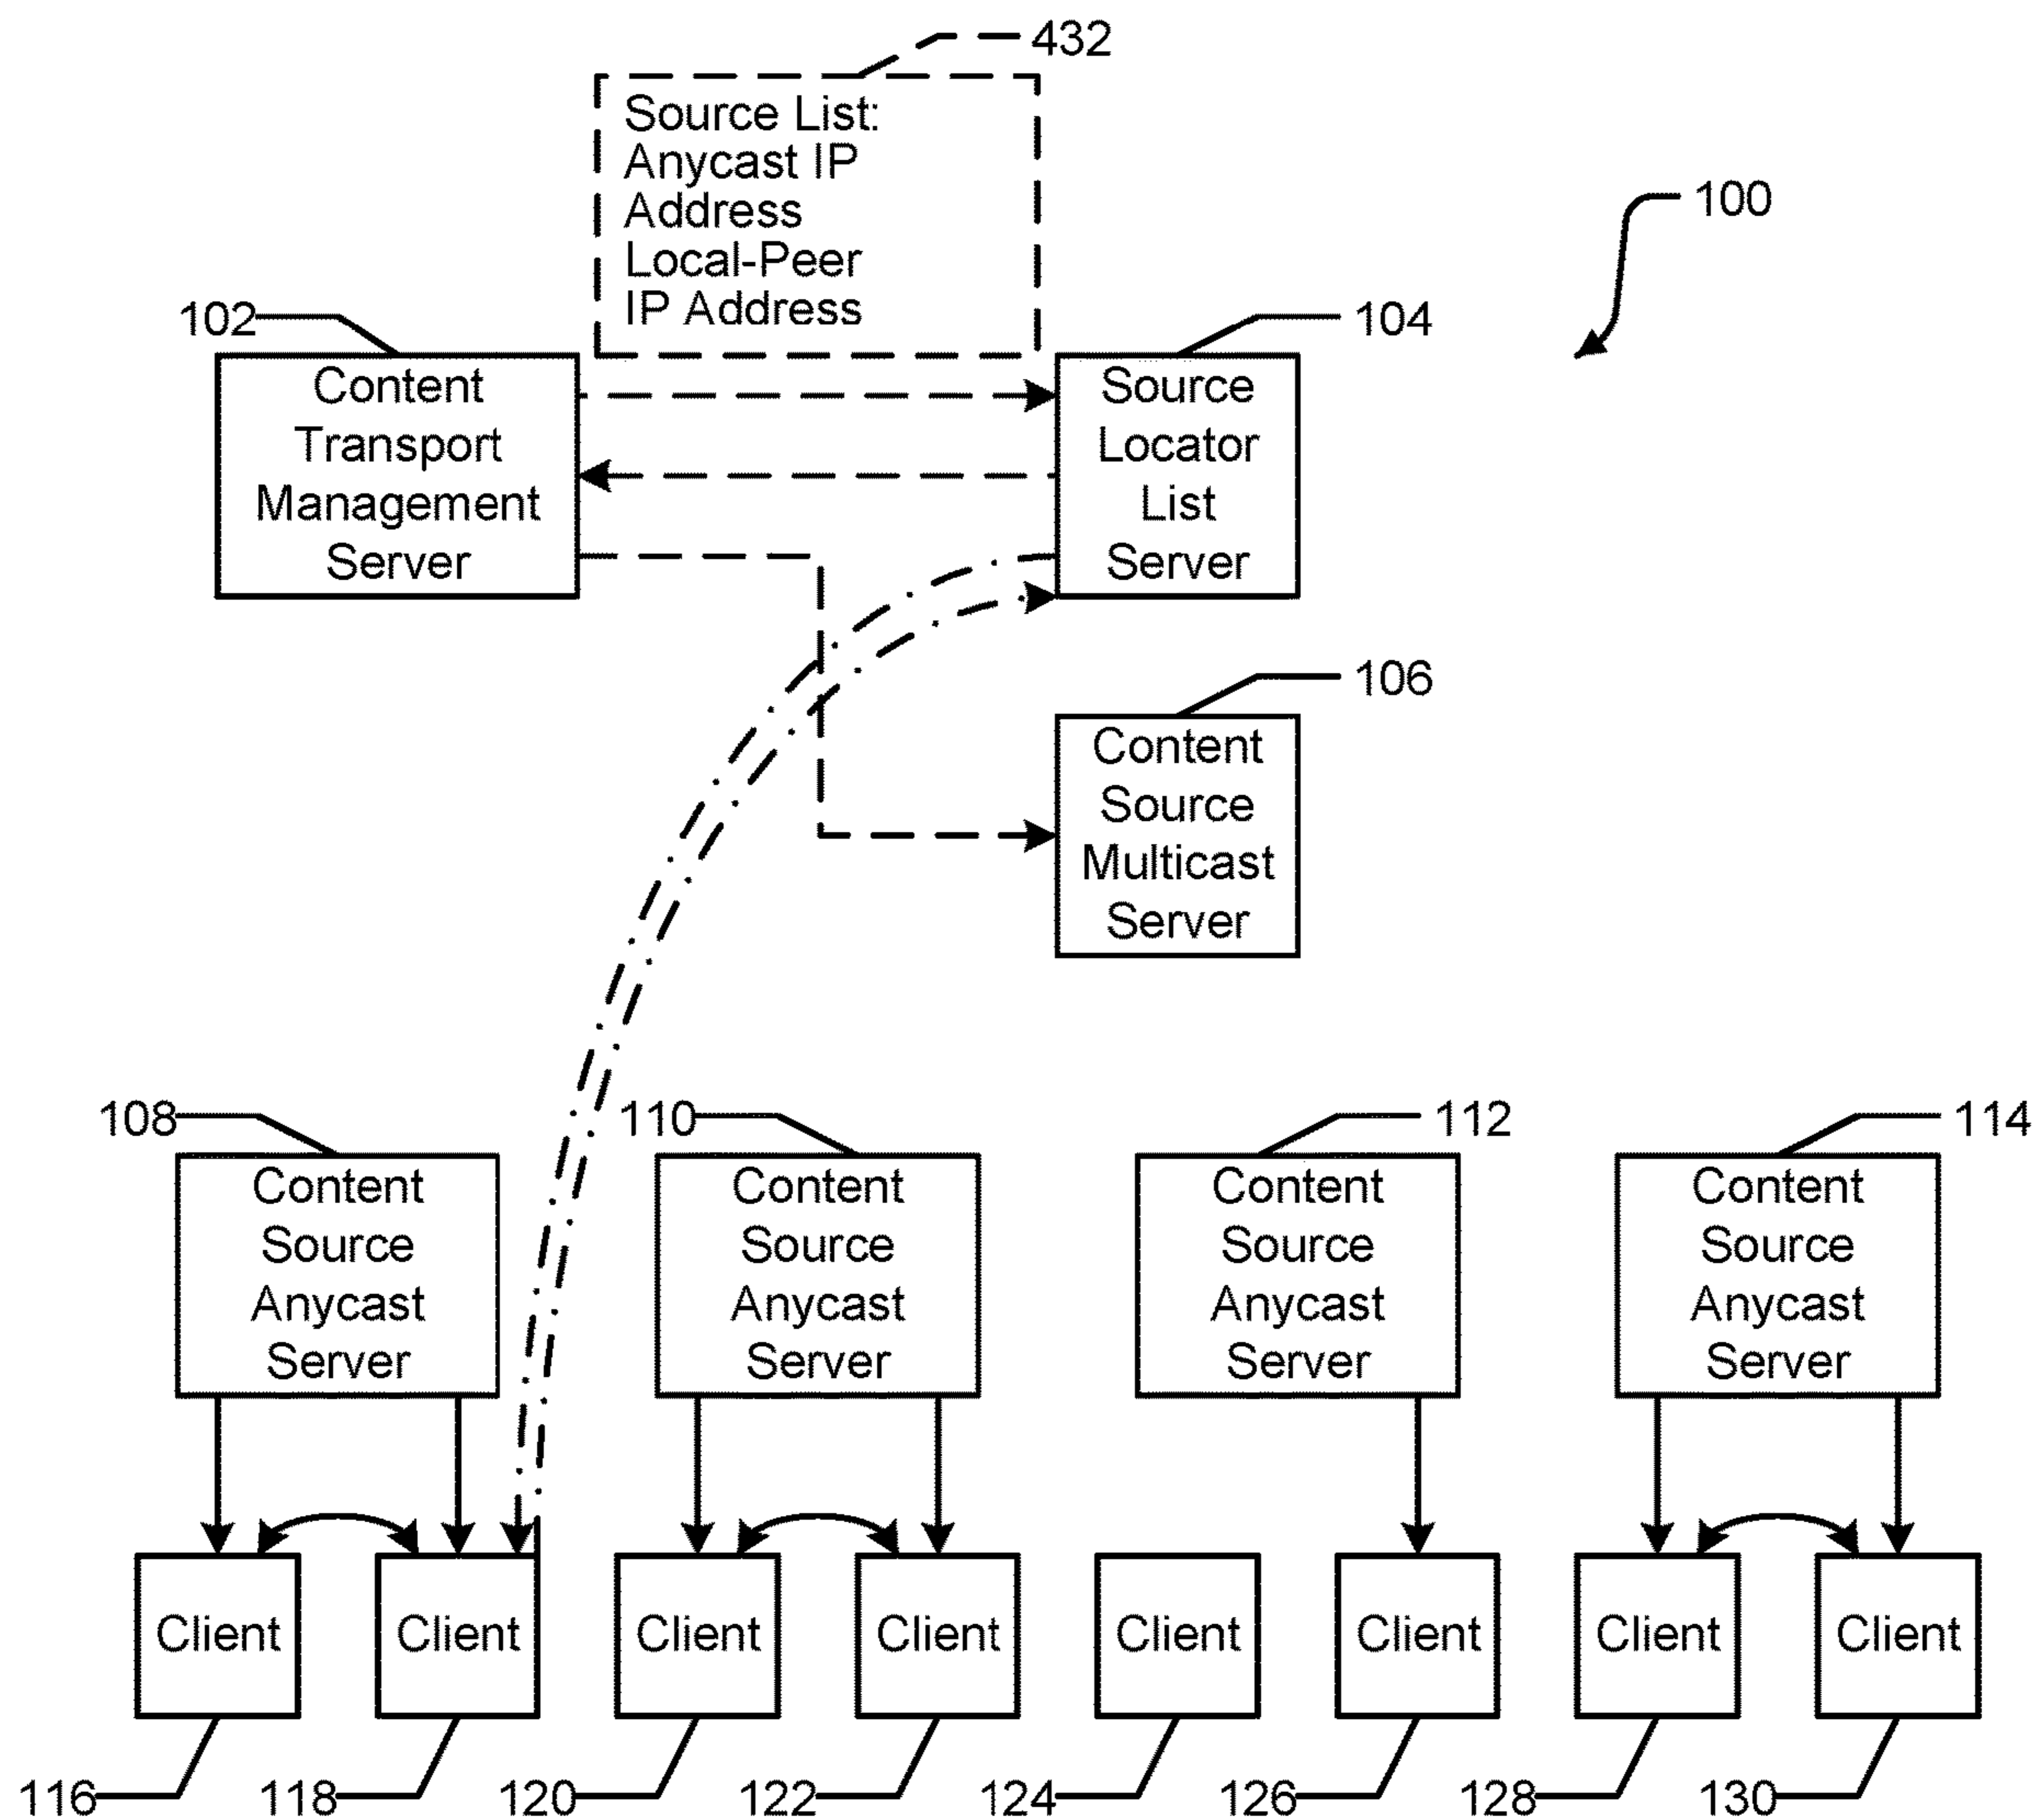 432
Source List:
Anycast IP
Address
Local-Peer
IP Address
100
102
104
Content
Transport
Management
Server
Source
Locator
List
Server
106
Content
Source
Multicast
Server
108
110
112
114
Content
Source
Anycast
Server
Content
Source
Anycast
Server
Content
Source
Anycast
Server
Content
Source
Anycast
Server
Client
Client
Client
Client
Client
Client
Client
Client
116
118
120
122
124
126
128
130